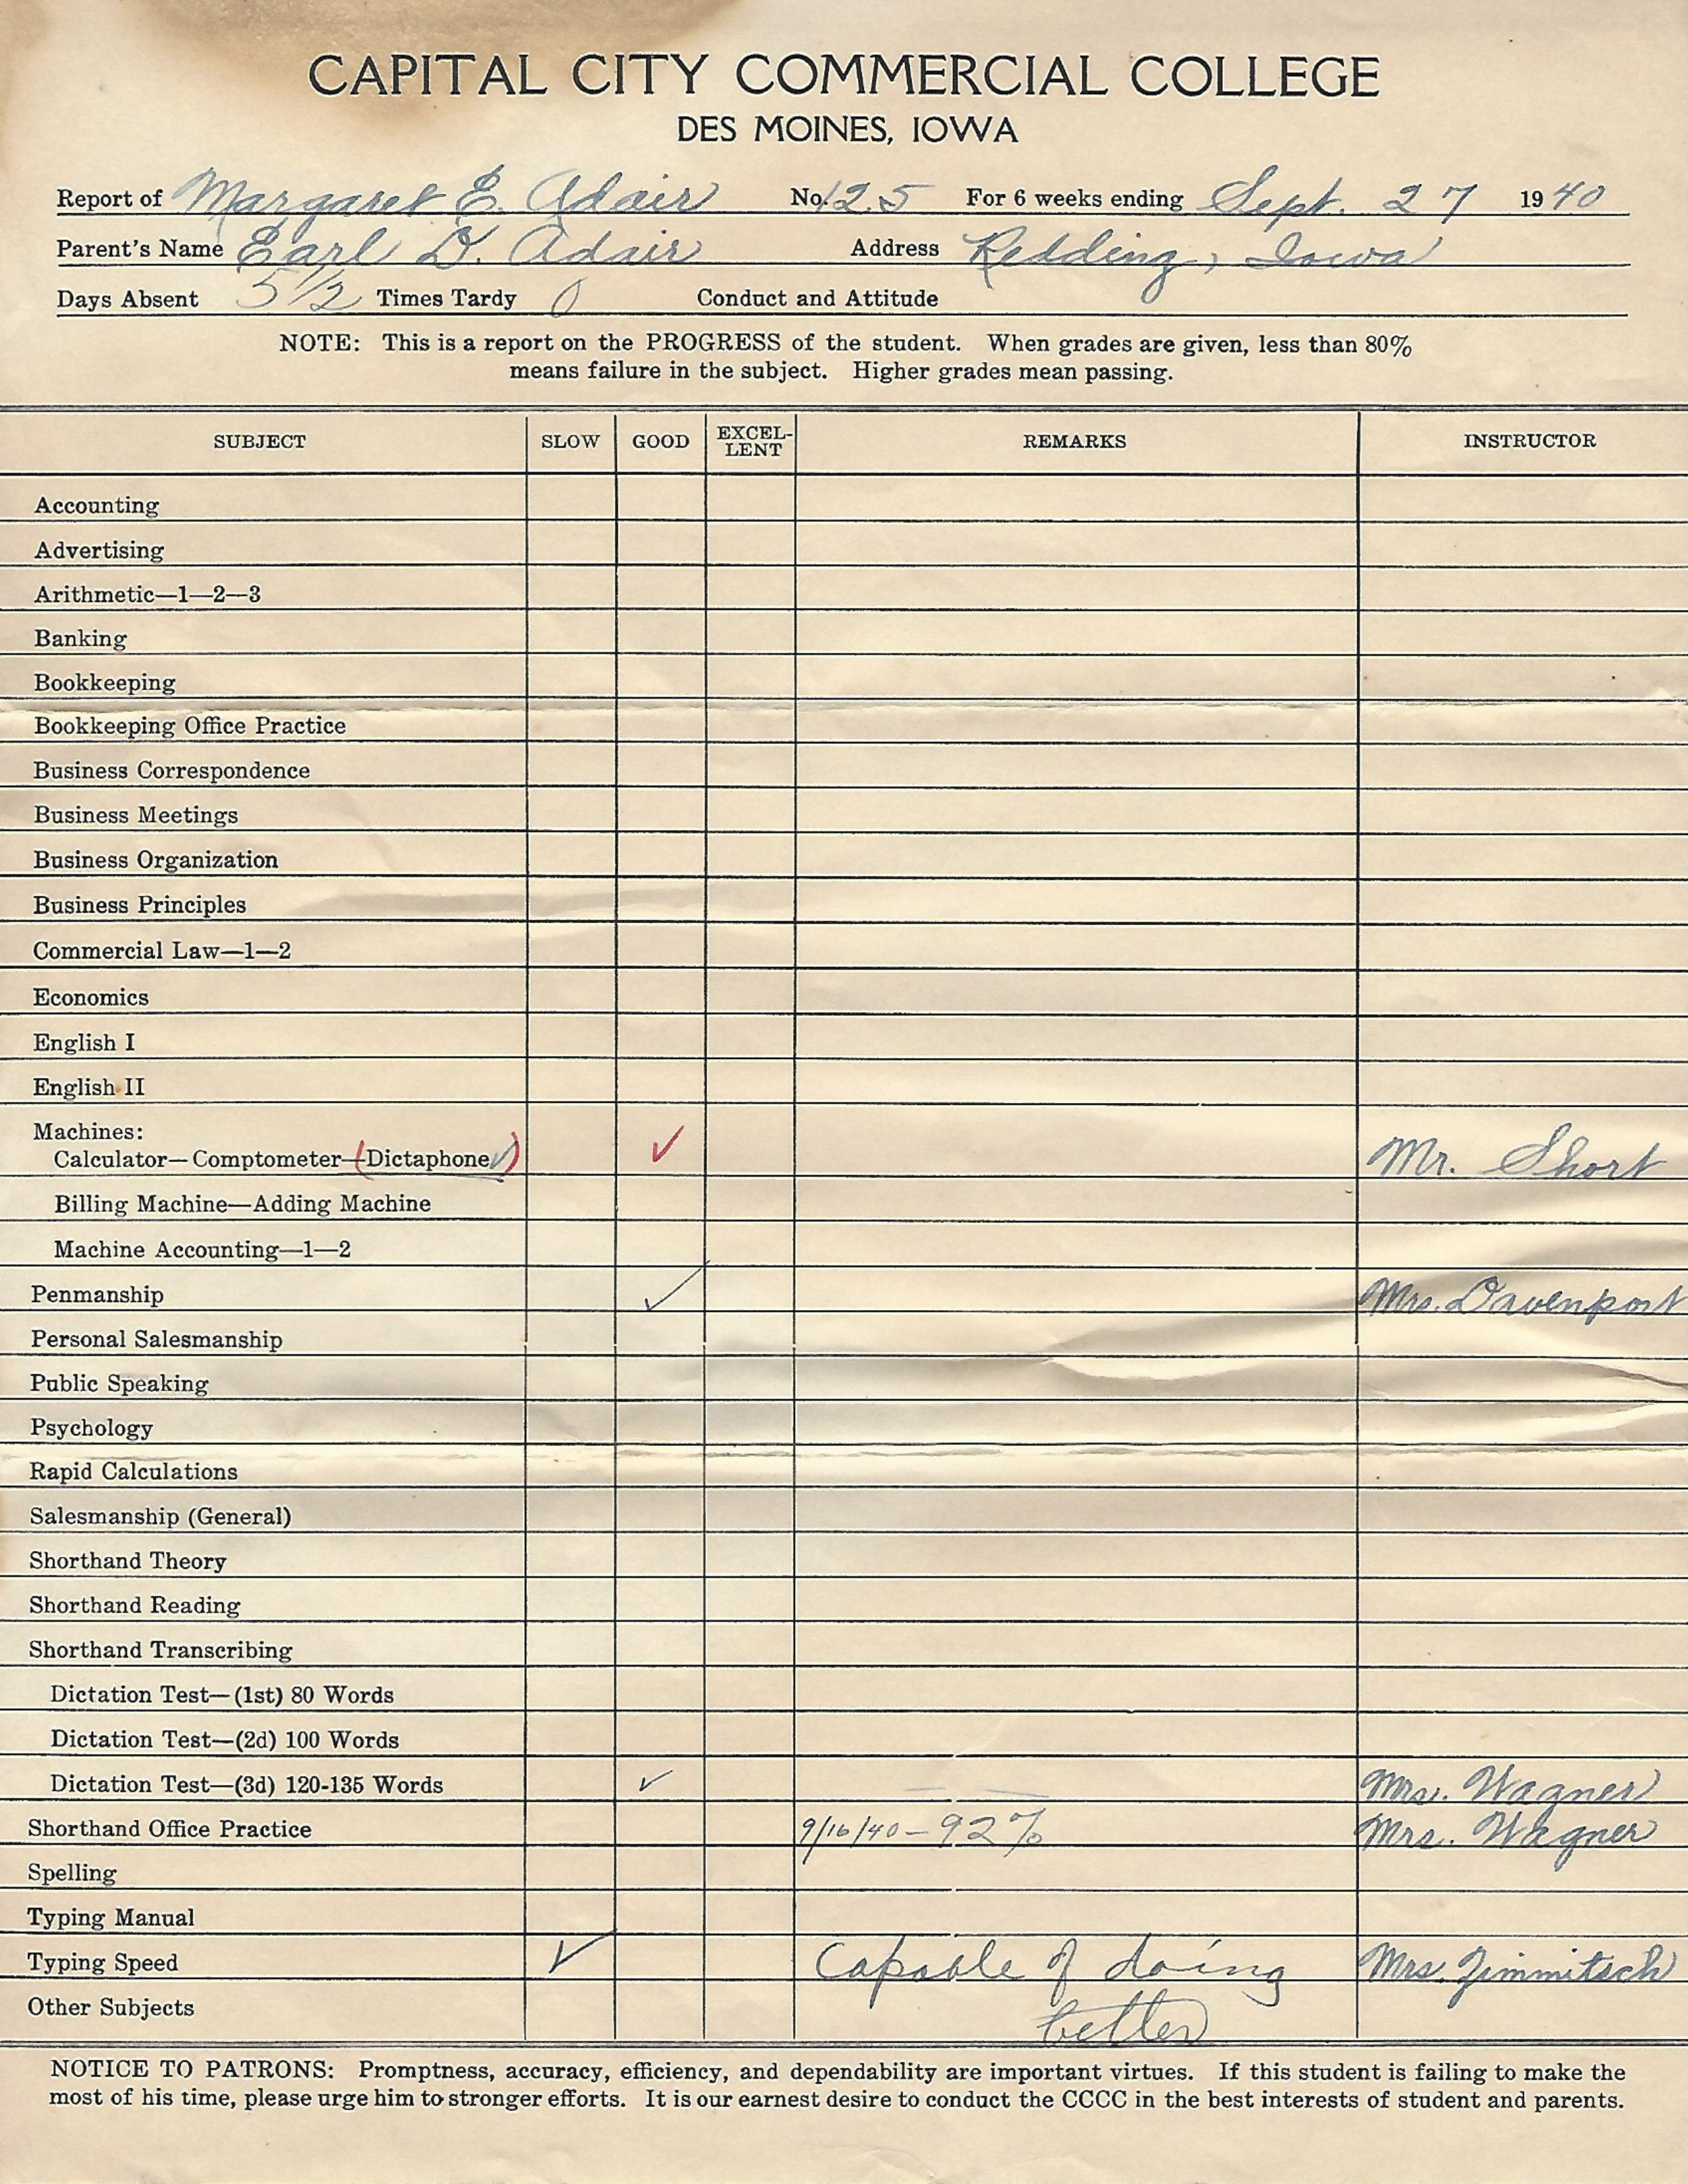 CAPITAL CITY COMMERCIAL COLLEGE
DES MOINES, IOWA
Report of Margaret E. Adair No. 125 For 6 weeks ending Sept. 27 1940
Parent's Name Earl D. Adair Address Redding, Iowa
Days Absent 5 1/2 Times Tardy 0 Conduct and Attitude
NOTE: This is a report on the PROGRESS of the student. When grades are given, less than 80%
means failure in the subject. Higher grades mean passing.
SUBJECT SLOW GOOD EXCEL-LENT REMARKS INSTRUCTOR
Accounting
Advertising
Arithmetic—1—2—3
Banking
Bookkeeping
Bookkeeping Office Practice
Business Correspondence
Business Meetings
Business Organization
Business Principles
Commercial Law—1—2
Economics
English I
English II
Machines:
Calculator—Comptometer—(Dictaphone✓) ✓ Mr. Short
Billing Machine—Adding Machine
Machine Accounting—1—2
Penmanship ✓ Mrs. Davenport
Personal Salesmanship
Public Speaking
Psychology
Rapid Calculations
Salesmanship (General)
Shorthand Theory
Shorthand Reading
Shorthand Transcribing
Dictation Test—(1st) 80 Words
Dictation Test—(2d) 100 Words
Dictation Test—(3d) 120-135 Words ✓ — — Mrs. Wagner
Shorthand Office Practice 9/16/40 – 92% Mrs. Wagner
Spelling
Typing Manual
Typing Speed ✓ Capable of doing Mrs. Zimmitsch
Other Subjects better
NOTICE TO PATRONS: Promptness, accuracy, efficiency, and dependability are important virtues. If this student is failing to make the
most of his time, please urge him to stronger efforts. It is our earnest desire to conduct the CCCC in the best interests of student and parents.